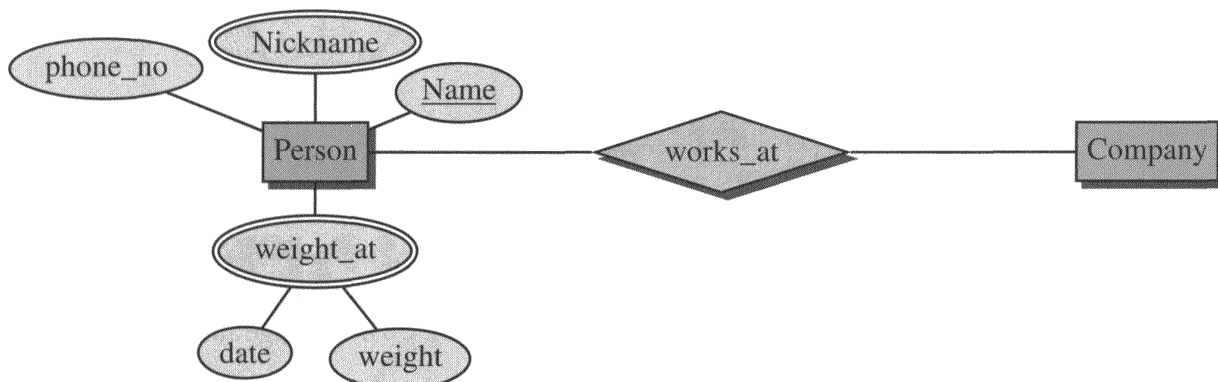 Nickname
phone_no
Name
Person
works_at
Company
weight_at
date
weight